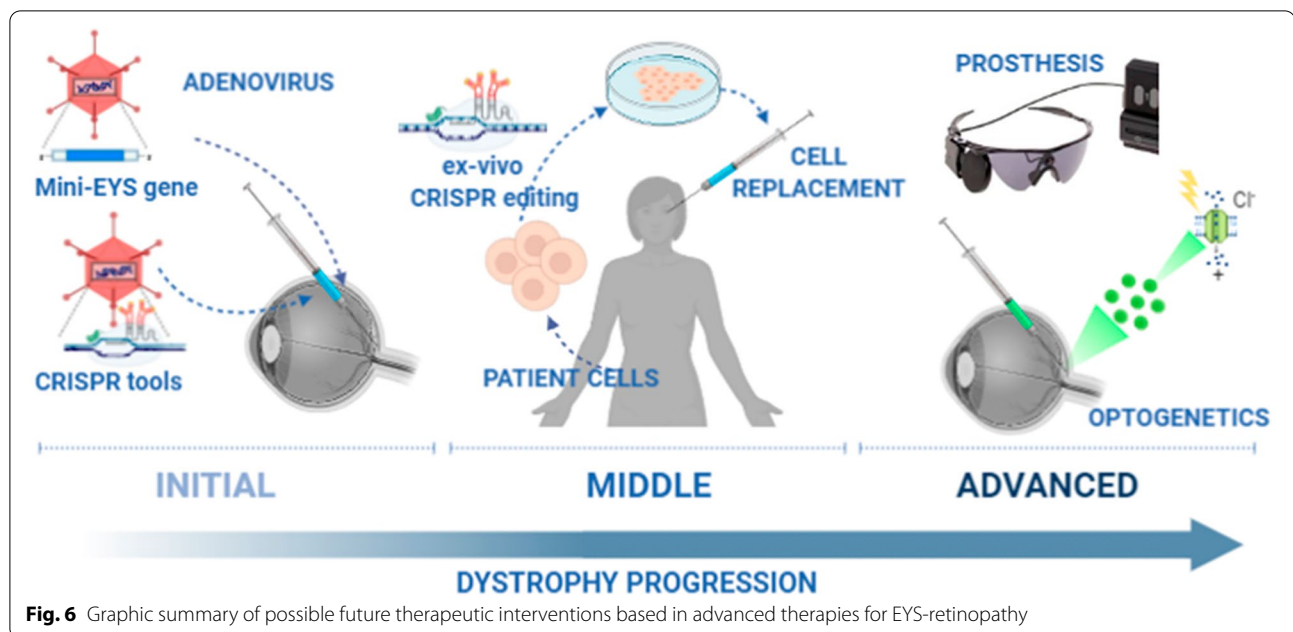 ADENOVIRUS
Mini-EYS gene
CRISPR tools
ex-vivo
CRISPR editing
PATIENT CELLS
CELL
REPLACEMENT
PROSTHESIS
Cl-
+
OPTOGENETICS
INITIAL
MIDDLE
ADVANCED
DYSTROPHY PROGRESSION
Fig. 6 Graphic summary of possible future therapeutic interventions based in advanced therapies for EYS-retinopathy